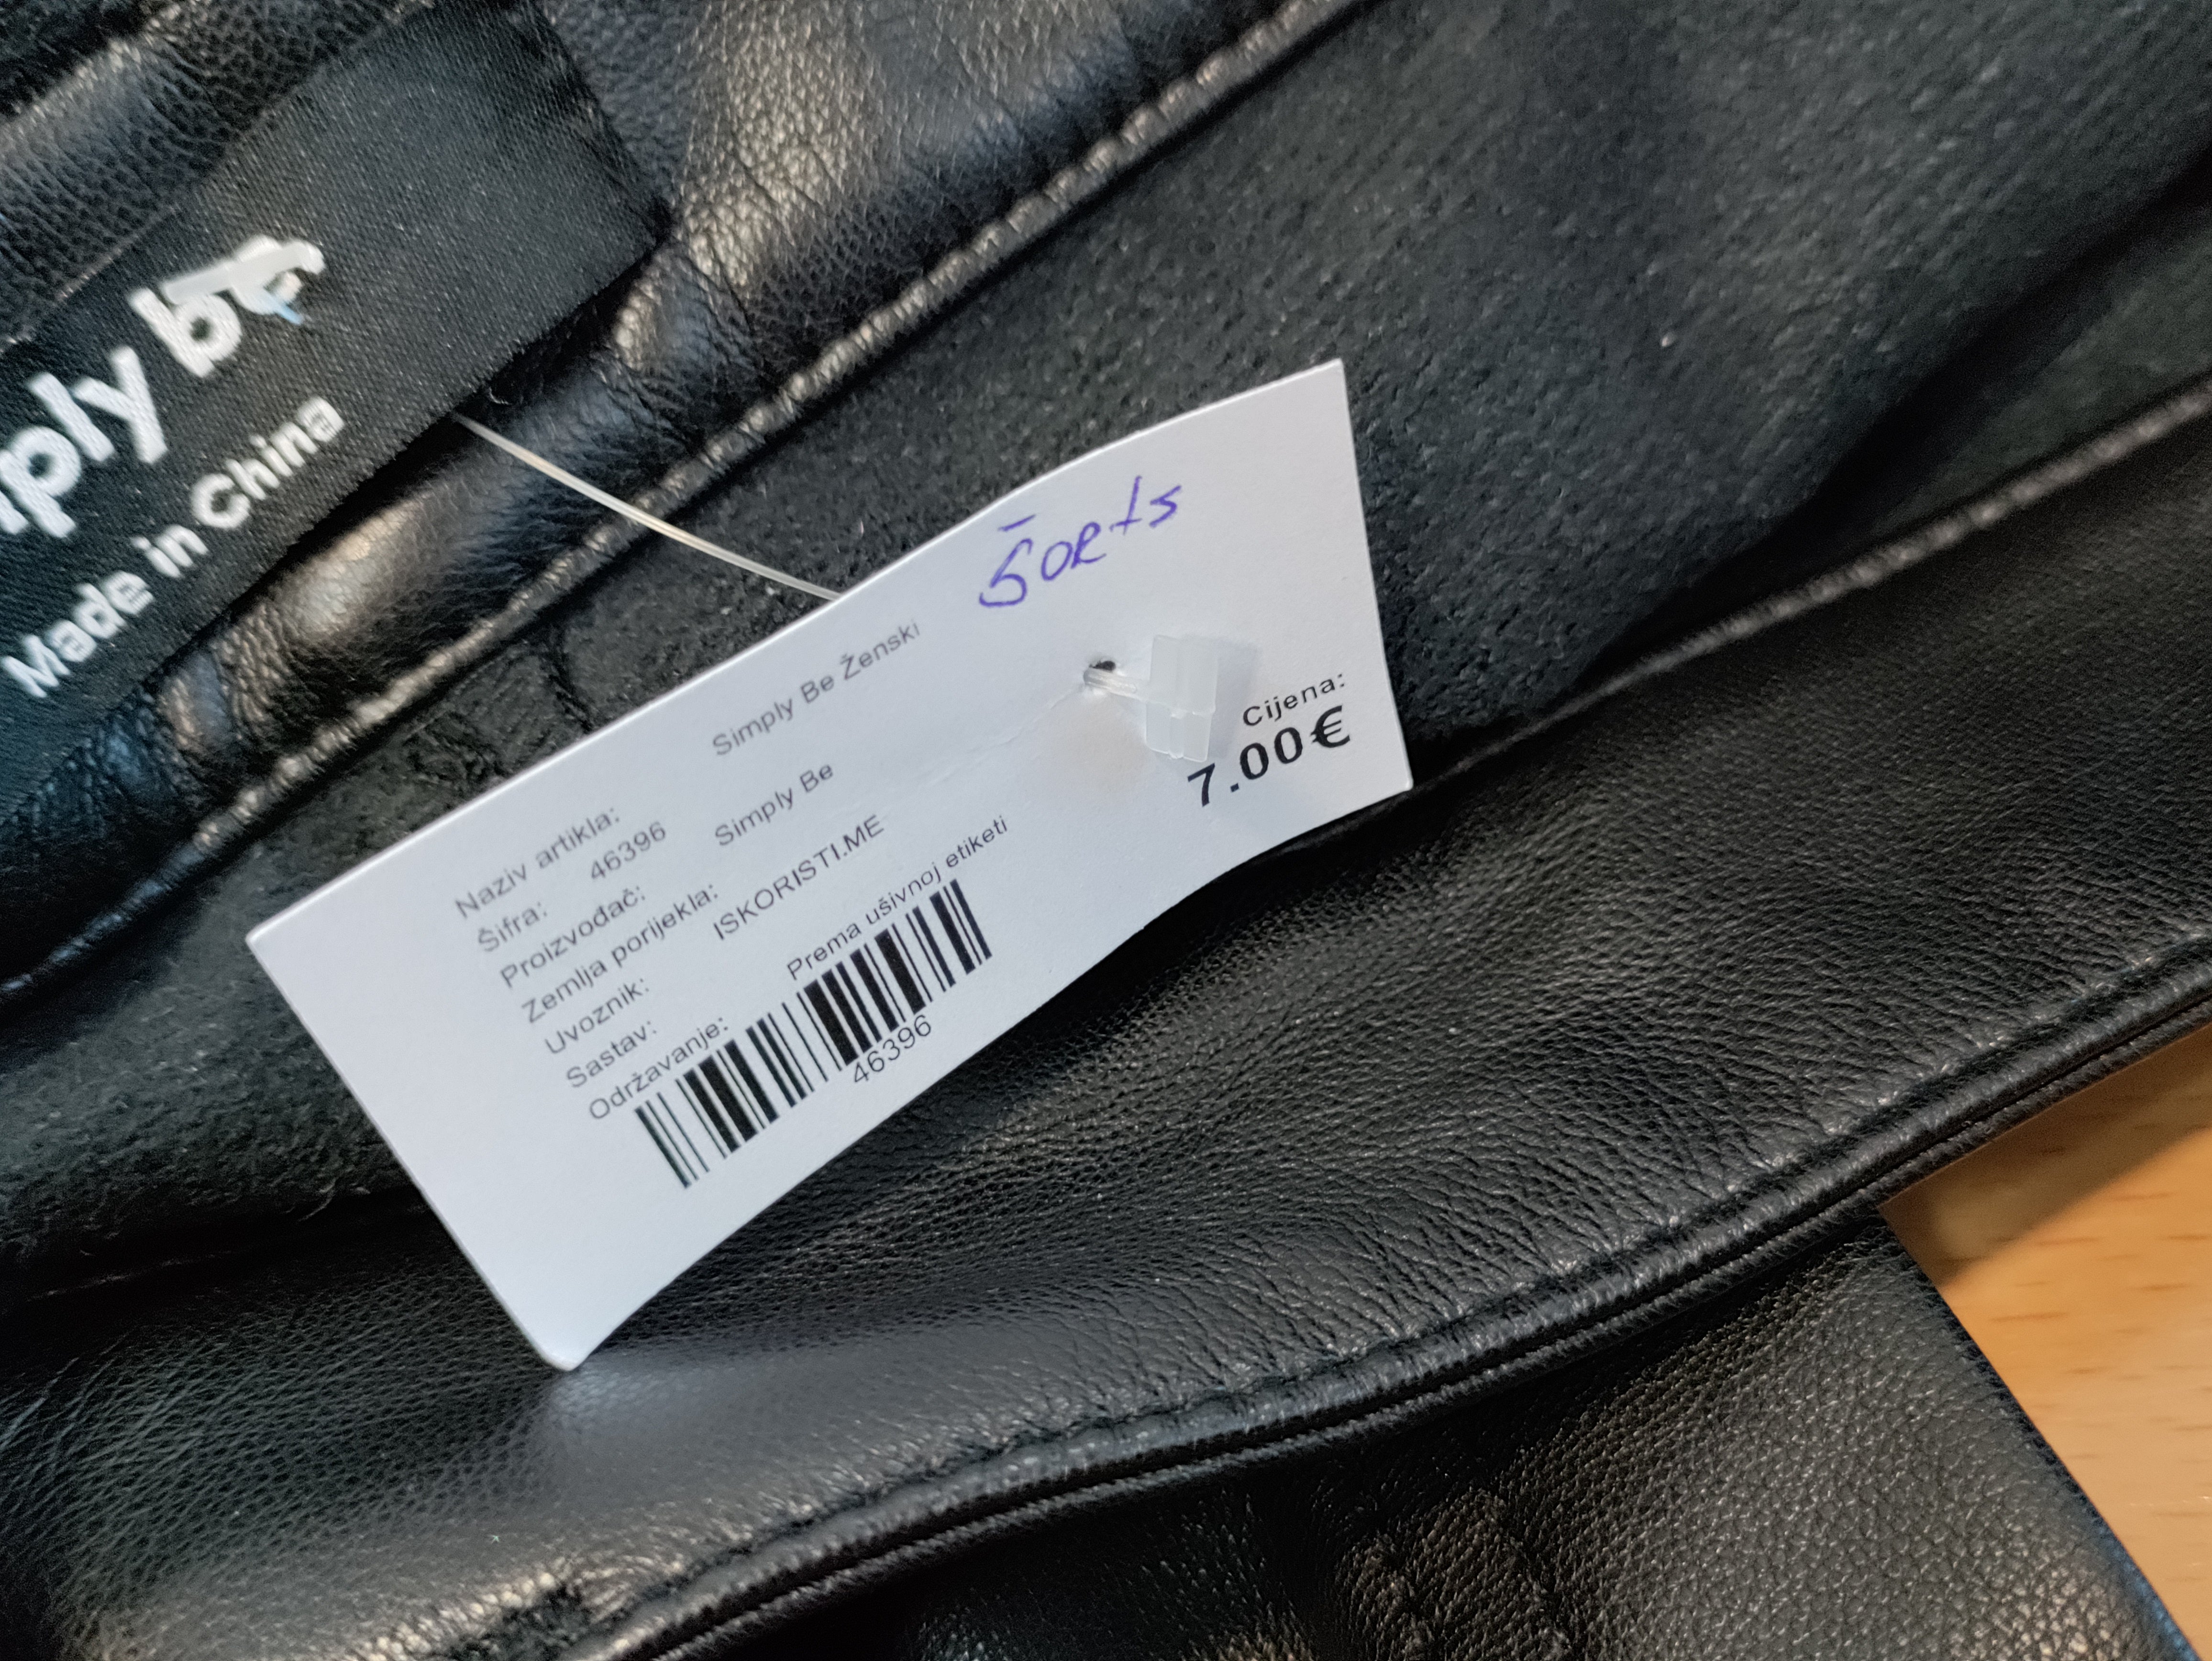 mply be
Made in China
Šorts
Naziv artikla: Simply Be Ženski
Šifra: 46396
Proizvođač: Simply Be
Zemlja porijekla:
Uvoznik: ISKORISTI.ME
Sastav:
Održavanje: Prema ušivnoj etiketi
46396
Cijena:
7.00€